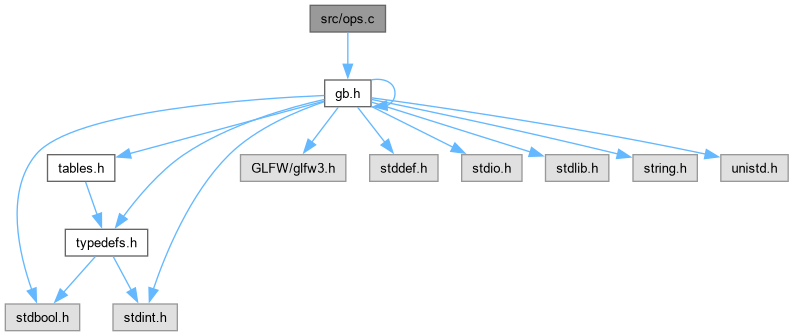 src/ops.c
gb.h
tables.h
GLFW/glfw3.h
stddef.h
stdio.h
stdlib.h
string.h
unistd.h
typedefs.h
stdbool.h
stdint.h